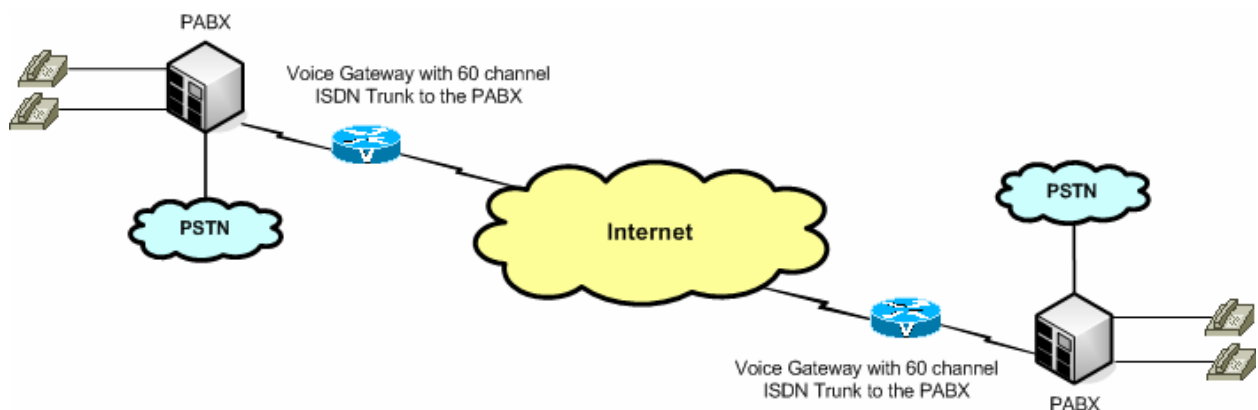 PABX
Voice Gateway with 60 channel
ISDN Trunk to the PABX
V
PSTN
PSTN
Internet
V
Voice Gateway with 60 channel
ISDN Trunk to the PABX
PABX